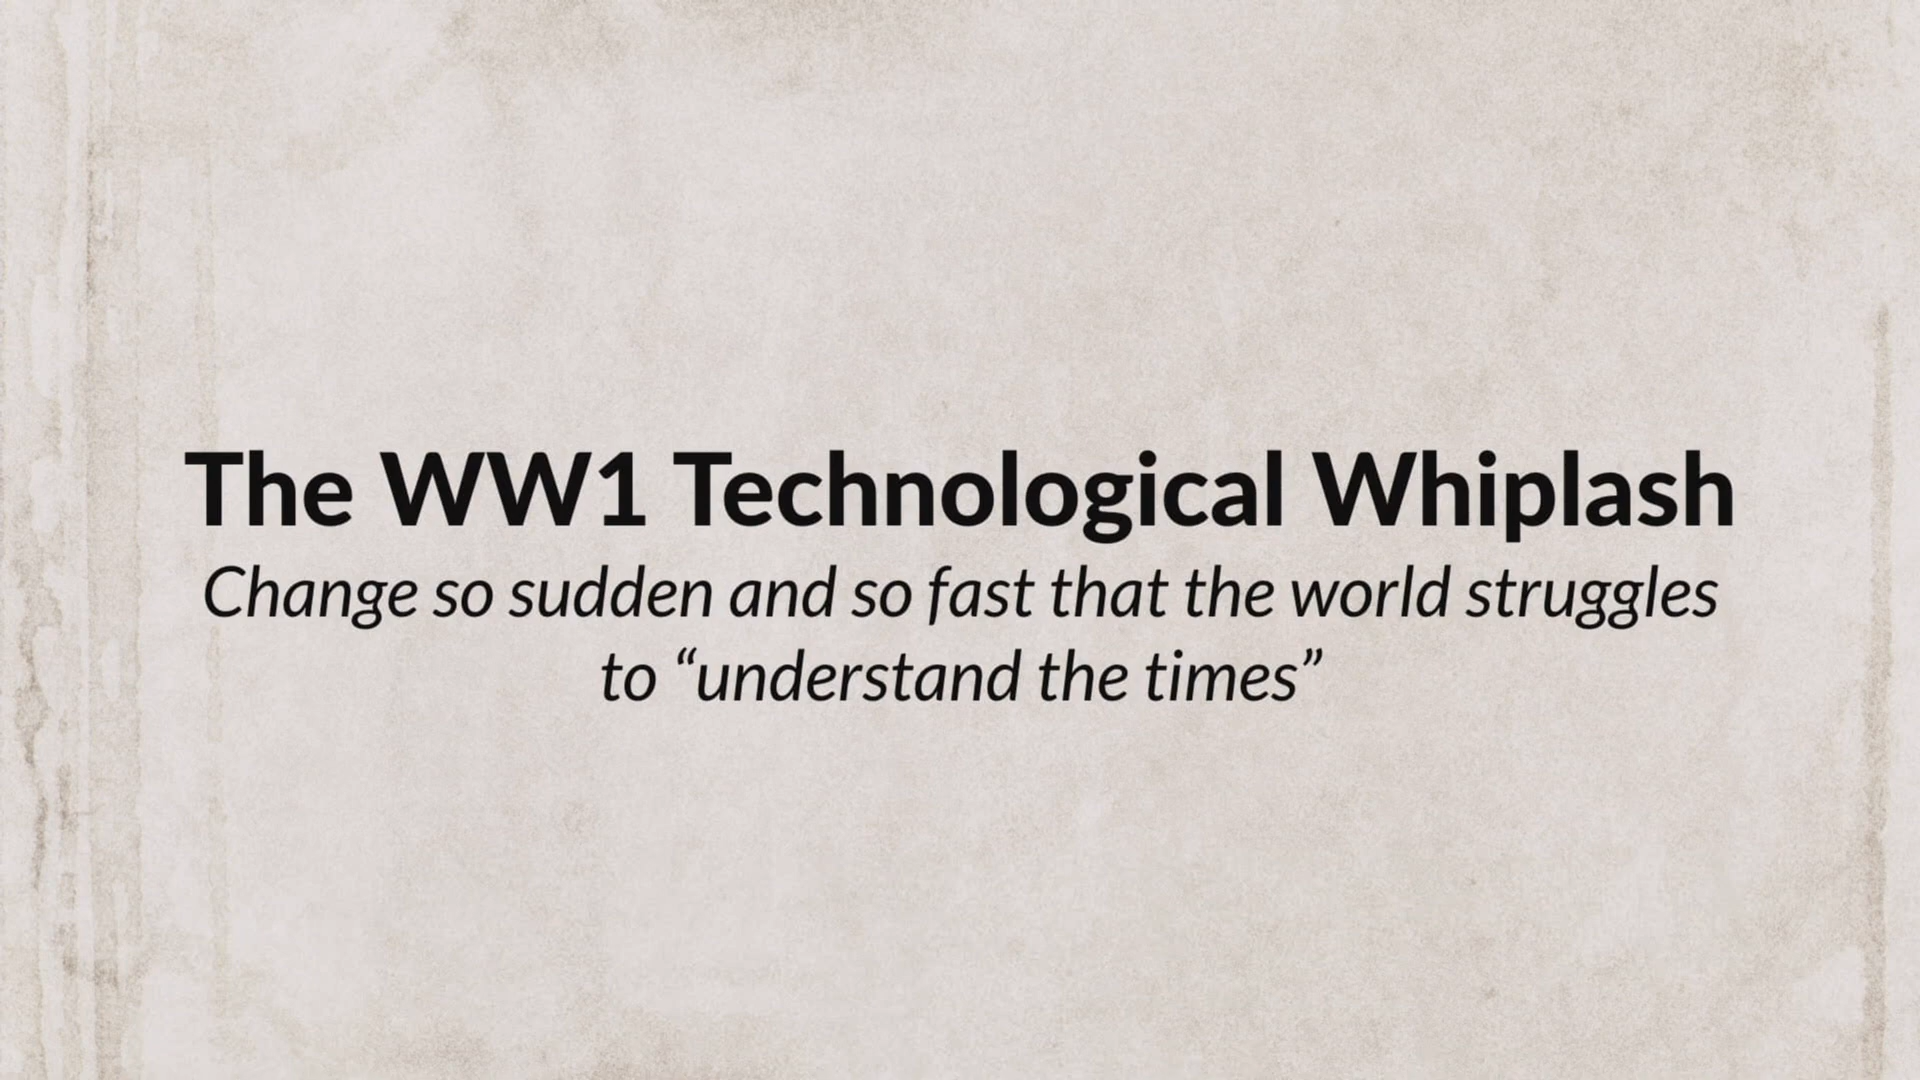 The WW1 Technological Whiplash
Change so sudden and so fast that the world struggles
to “understand the times”